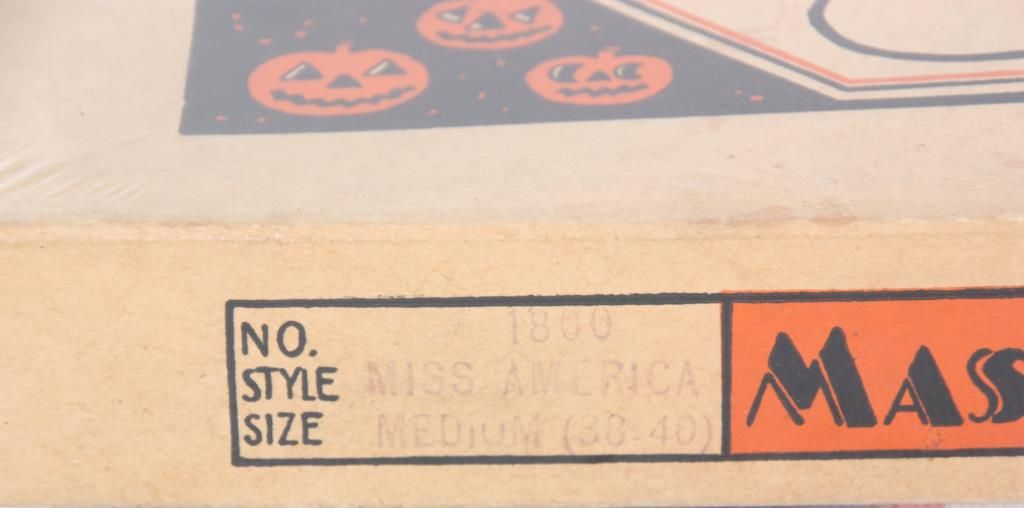 NO. 1800
STYLE MISS AMERICA
SIZE MEDIUM (38-40)
MASS